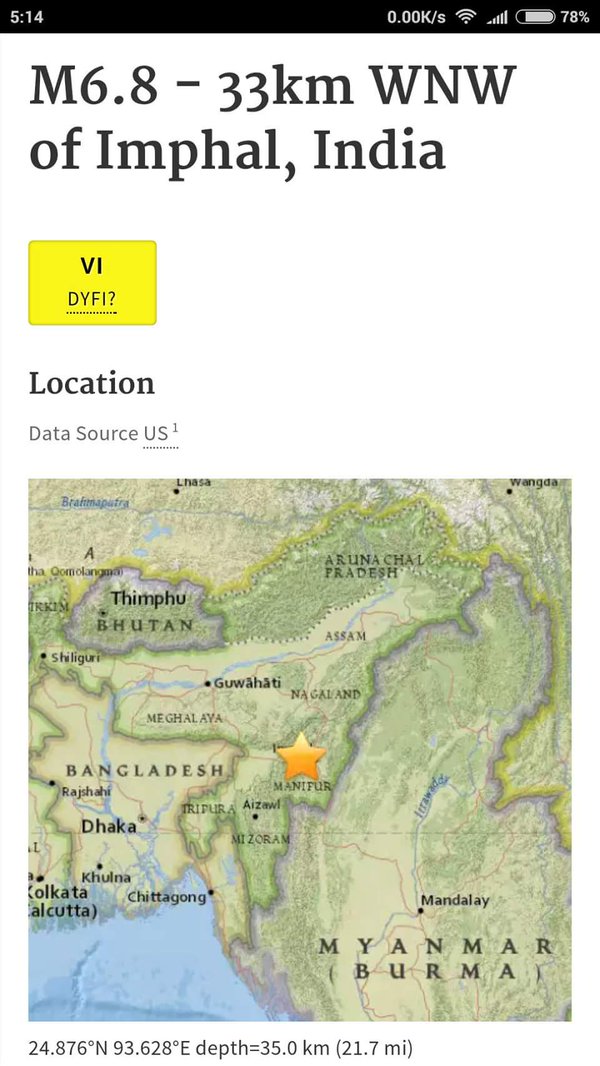 5:14
0.00K/s
78%
M6.8 - 33km WNW
of Imphal, India
VI
DYFI?
Location
Data Source US 1
Lhasa
Wangda
Brahmaputra
A
tha Qomolangma)
ARUNACHAL
PRADESH
IKKIM
Thimphu
BHUTAN
ASSAM
Shiliguri
Guwāhāti
NAGALAND
MEGHALAYA
BANGLADESH
MANIPUR
Rajshahi
TRIPURA
Aizawl
Dhaka
MIZORAM
Irrawaddy
Khulna
Kolkata
alcutta)
Chittagong
Mandalay
MYANMAR
(BURMA)
24.876°N 93.628°E depth=35.0 km (21.7 mi)